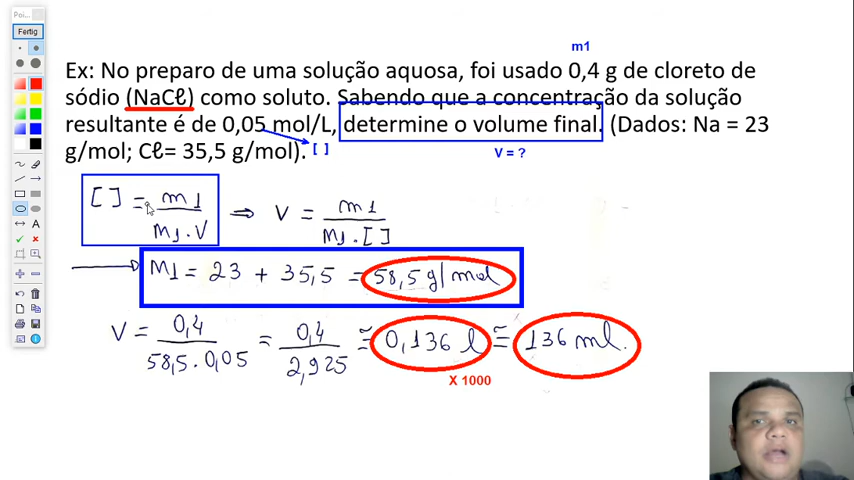 Poi...
Fertig
m1
Ex: No preparo de uma solução aquosa, foi usado 0,4 g de cloreto de
sódio (NaCℓ) como soluto. Sabendo que a concentração da solução
resultante é de 0,05 mol/L, determine o volume final. (Dados: Na = 23
g/mol; Cℓ= 35,5 g/mol).
[ ]
V = ?
[ ] = m1 / M1 . V ⇒ V = m1 / M1 . [ ]
M1 = 23 + 35,5 = 58,5 g/mol
V = 0,4 / 58,5 . 0,05 = 0,4 / 2,925 ≅ 0,136 l ≅ 136 ml.
X 1000